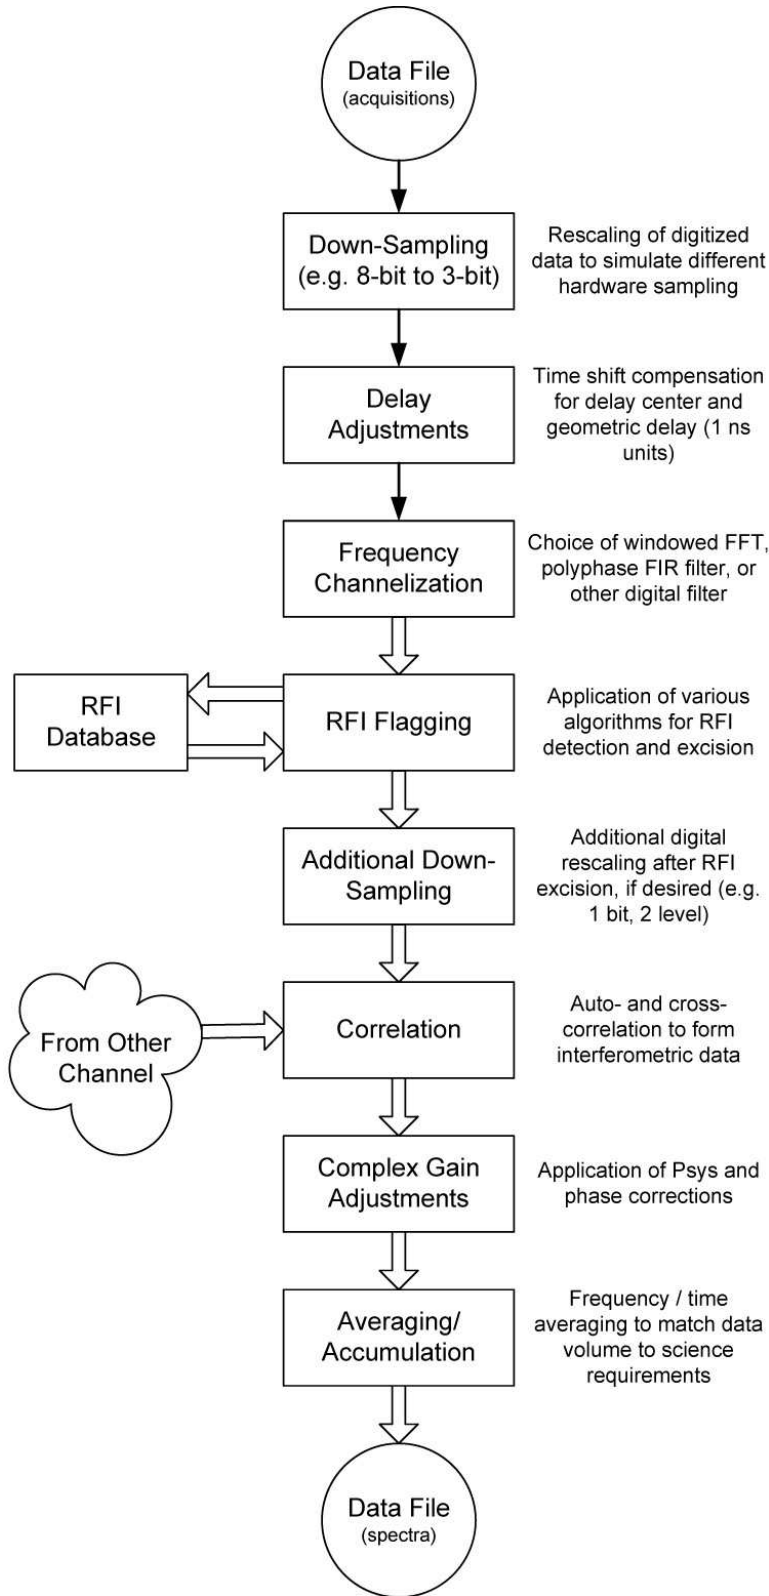 Data File
(acquisitions)
Down-Sampling
(e.g. 8-bit to 3-bit)
Rescaling of digitized
data to simulate different
hardware sampling
Delay
Adjustments
Time shift compensation
for delay center and
geometric delay (1 ns
units)
Frequency
Channelization
Choice of windowed FFT,
polyphase FIR filter, or
other digital filter
RFI
Database
RFI Flagging
Application of various
algorithms for RFI
detection and excision
Additional Down-
Sampling
Additional digital
rescaling after RFI
excision, if desired (e.g.
1 bit, 2 level)
From Other
Channel
Correlation
Auto- and cross-
correlation to form
interferometric data
Complex Gain
Adjustments
Application of Psys and
phase corrections
Averaging/
Accumulation
Frequency / time
averaging to match data
volume to science
requirements
Data File
(spectra)